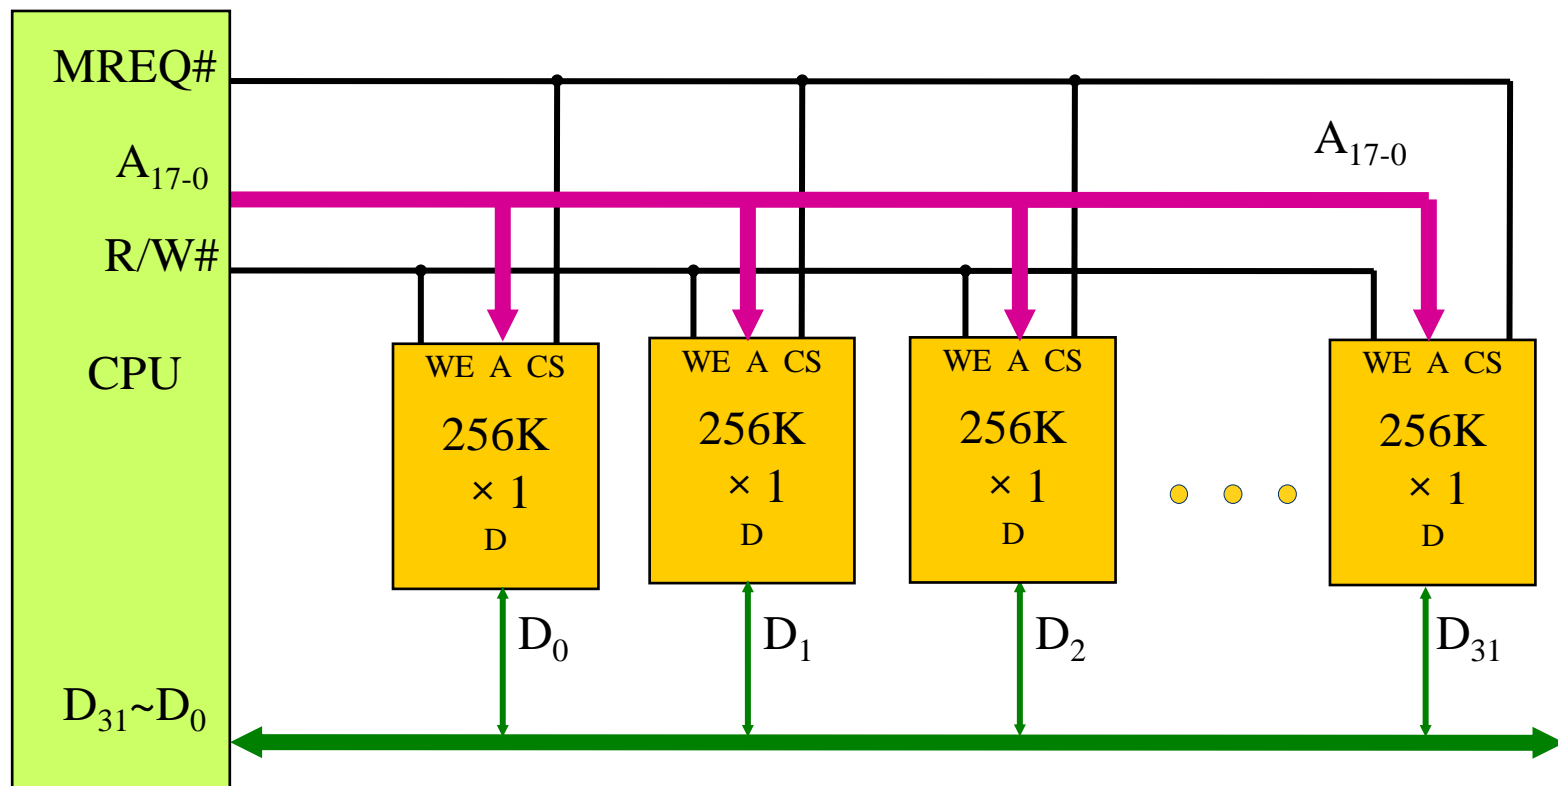 MREQ#
A17-0
A17-0
R/W#
CPU
WE A CS
256K
× 1
D
WE A CS
256K
× 1
D
WE A CS
256K
× 1
D
WE A CS
256K
× 1
D
D0
D1
D2
D31
D31~D0